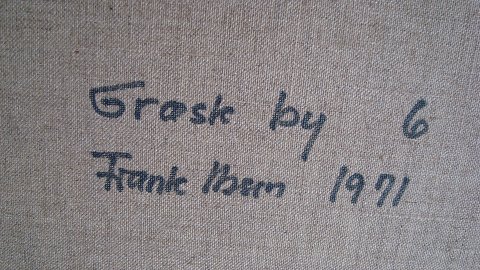 Græsk by 6
Frank Ibsen 1971